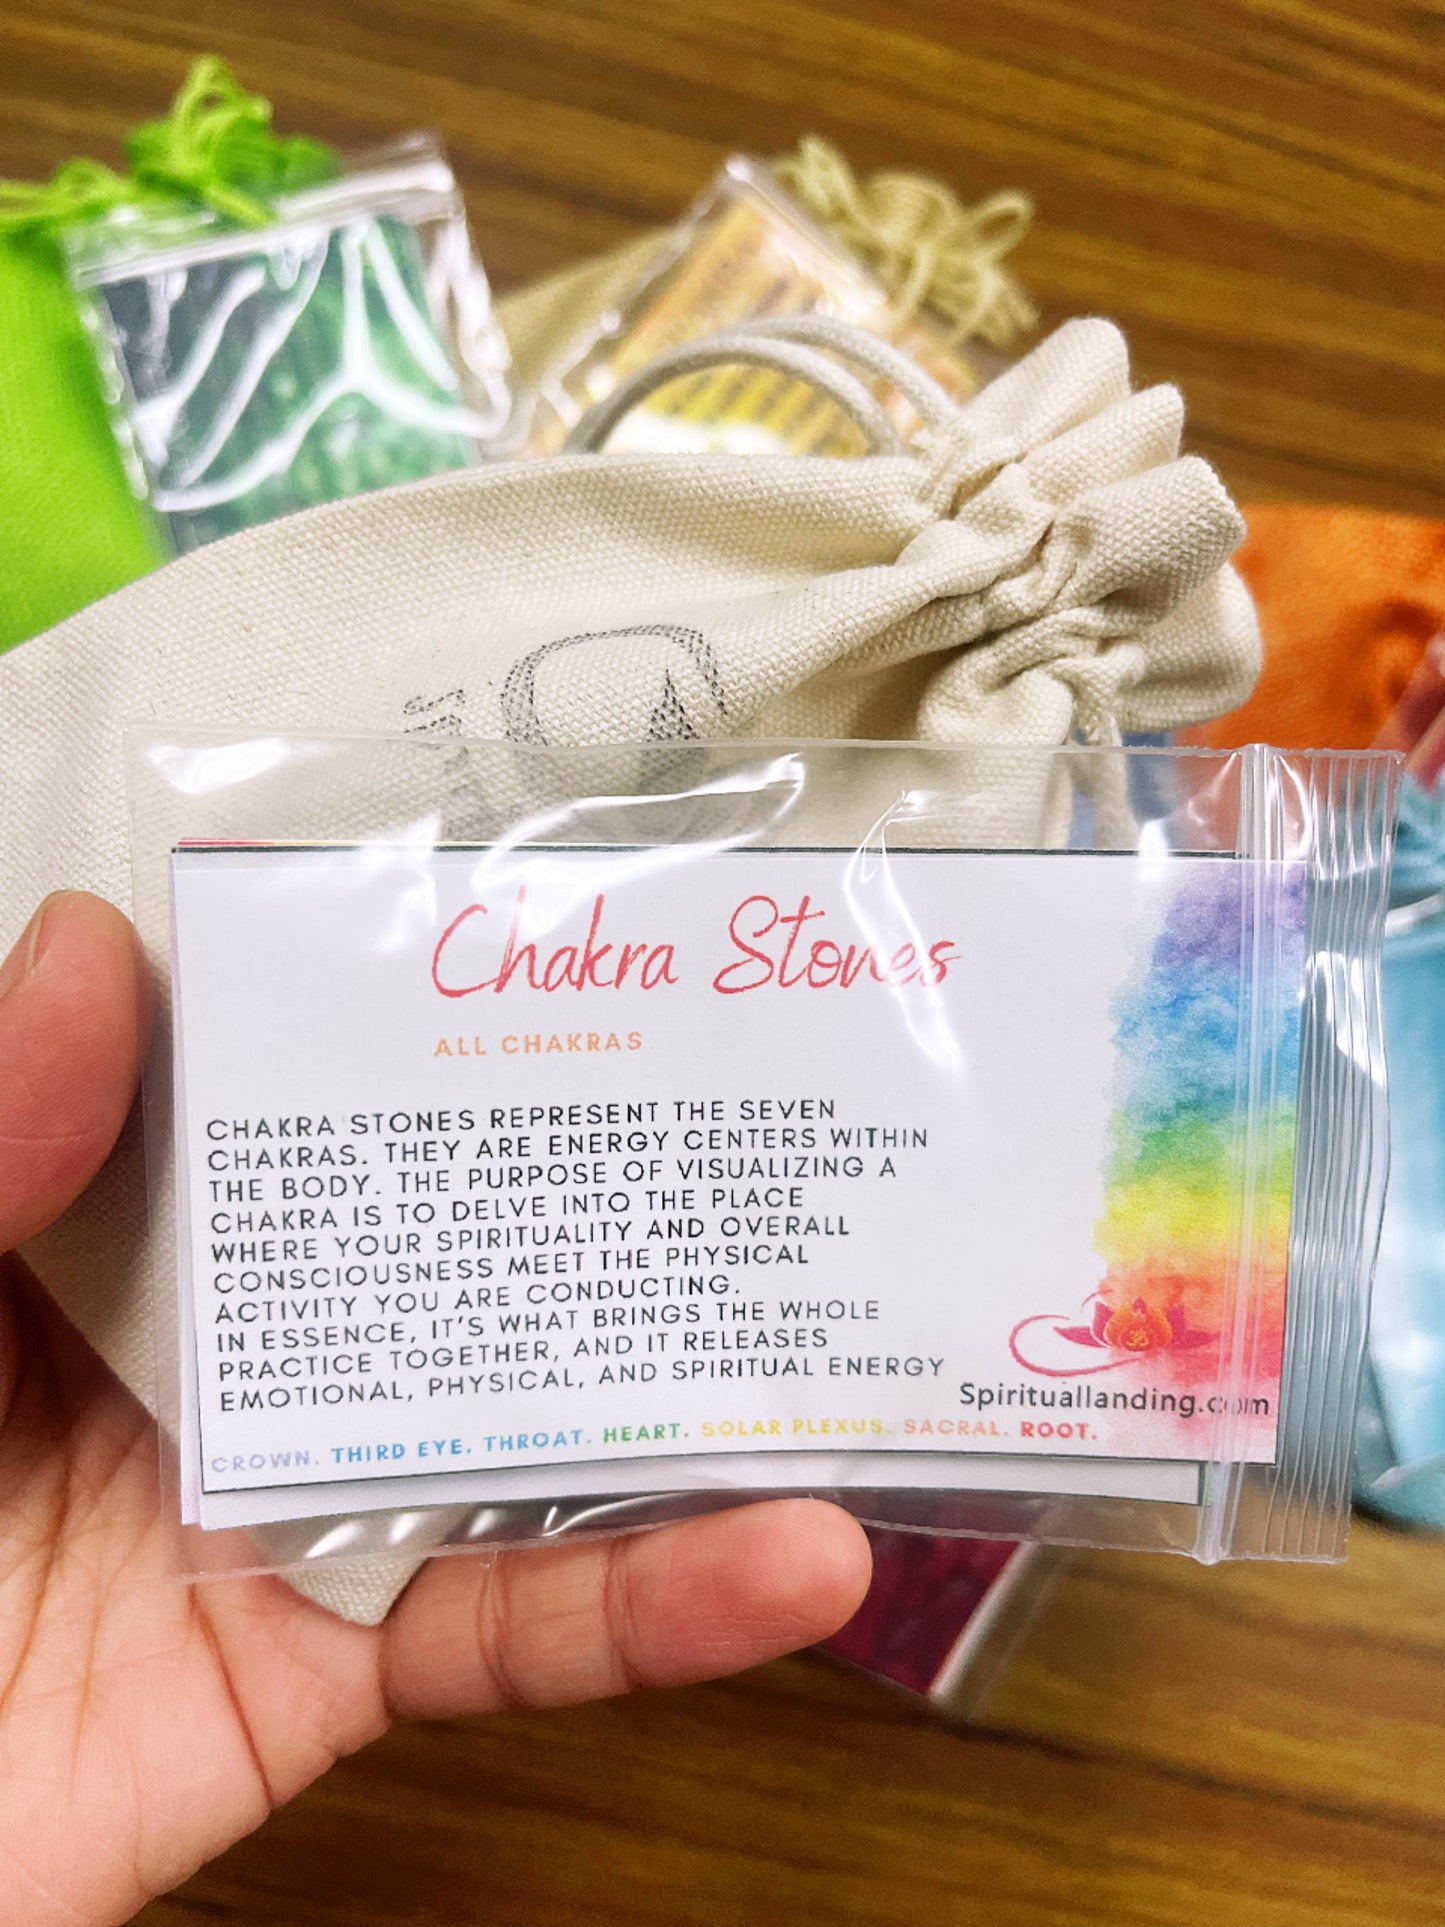 Chakra Stones
ALL CHAKRAS
CHAKRA STONES REPRESENT THE SEVEN
CHAKRAS. THEY ARE ENERGY CENTERS WITHIN
THE BODY. THE PURPOSE OF VISUALIZING A
CHAKRA IS TO DELVE INTO THE PLACE
WHERE YOUR SPIRITUALITY AND OVERALL
CONSCIOUSNESS MEET THE PHYSICAL
ACTIVITY YOU ARE CONDUCTING.
IN ESSENCE, IT'S WHAT BRINGS THE WHOLE
PRACTICE TOGETHER, AND IT RELEASES
EMOTIONAL, PHYSICAL, AND SPIRITUAL ENERGY
Spirituallanding.com
CROWN. THIRD EYE. THROAT. HEART. SOLAR PLEXUS. SACRAL. ROOT.